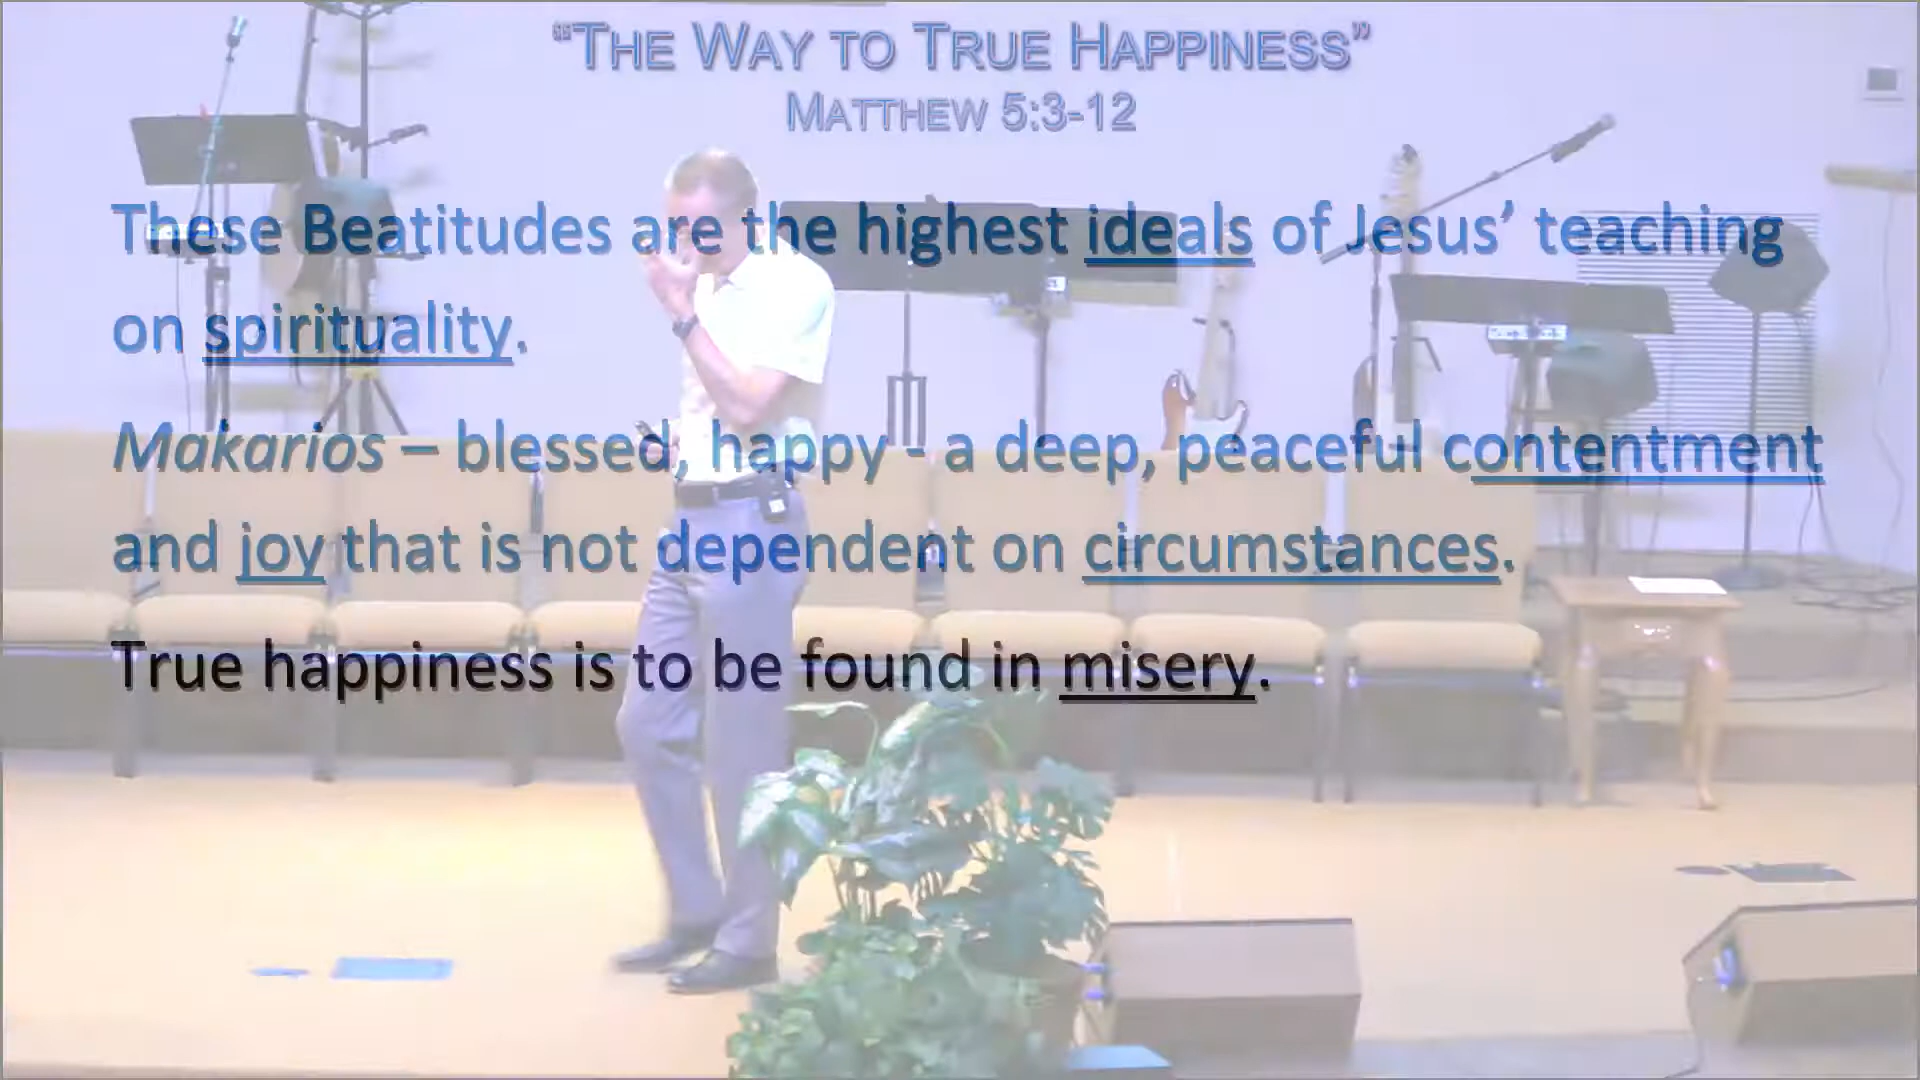 “THE WAY TO TRUE HAPPINESS”
MATTHEW 5:3-12
These Beatitudes are the highest ideals of Jesus’ teaching
on spirituality.
Makarios – blessed, happy - a deep, peaceful contentment
and joy that is not dependent on circumstances.
True happiness is to be found in misery.